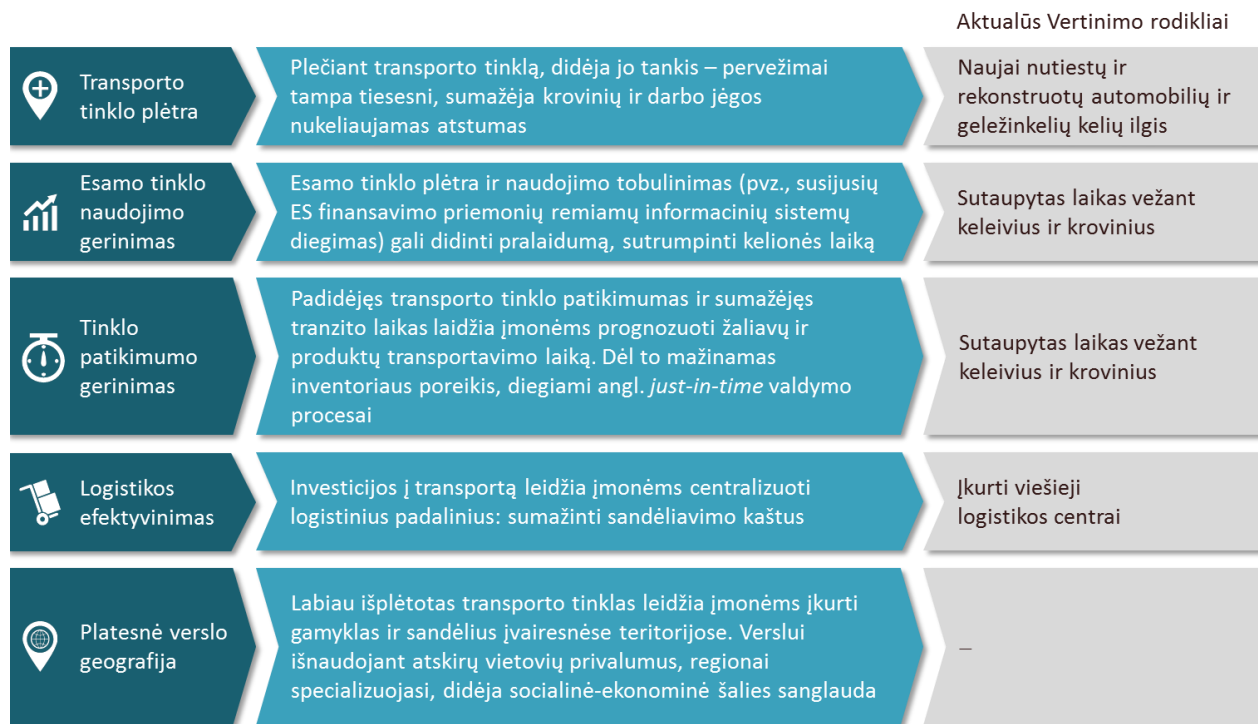 Aktualūs Vertinimo rodikliai
Transporto
tinklo plėtra
Plečiant transporto tinklą, didėja jo tankis – pervežimai
tampa tiesesni, sumažėja krovinių ir darbo jėgos
nukeliaujamas atstumas
Naujai nutiestų ir
rekonstruotų automobilių ir
geležinkelių kelių ilgis
Esamo tinklo
naudojimo
gerinimas
Esamo tinklo plėtra ir naudojimo tobulinimas (pvz., susijusių
ES finansavimo priemonių remiamų informacinių sistemų
diegimas) gali didinti pralaidumą, sutrumpinti kelionės laiką
Sutaupytas laikas vežant
keleivius ir krovinius
Tinklo
patikimumo
gerinimas
Padidėjęs transporto tinklo patikimumas ir sumažėjęs
tranzito laikas laidžia įmonėms prognozuoti žaliavų ir
produktų transportavimo laiką. Dėl to mažinamas
inventoriaus poreikis, diegiami angl. just-in-time valdymo
procesai
Sutaupytas laikas vežant
keleivius ir krovinius
Logistikos
efektyvinimas
Investicijos į transportą leidžia įmonėms centralizuoti
logistinius padalinius: sumažinti sandėliavimo kaštus
Įkurti viešieji
logistikos centrai
Platesnė verslo
geografija
Labiau išplėtotas transporto tinklas leidžia įmonėms įkurti
gamyklas ir sandėlius įvairesnėse teritorijose. Verslui
išnaudojant atskirų vietovių privalumus, regionai
specializuojasi, didėja socialinė-ekonominė šalies sanglauda
–